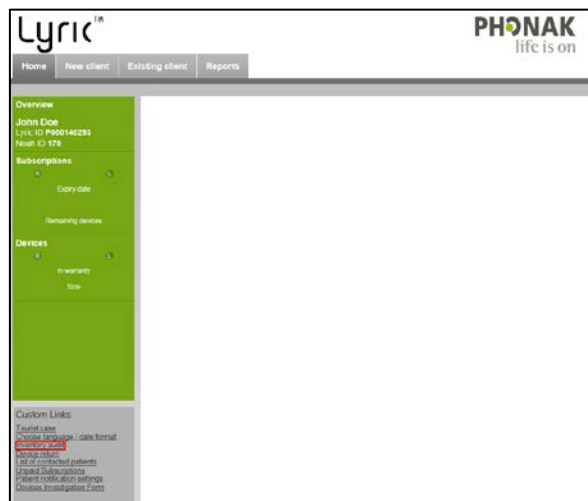 Lyric™
PHONAK
life is on
Home New client Existing client Reports
Overview
John Doe
Lyric ID P000140293
Noah ID 178
Subscriptions
R L
Expiry date
Remaining devices
Devices
R L
In warranty
Size
Custom Links
Tourist case
Choose language / date format
Inventory audit
Device return
List of contacted patients
Unpaid Subscriptions
Patient notification settings
Devices Investigation Form